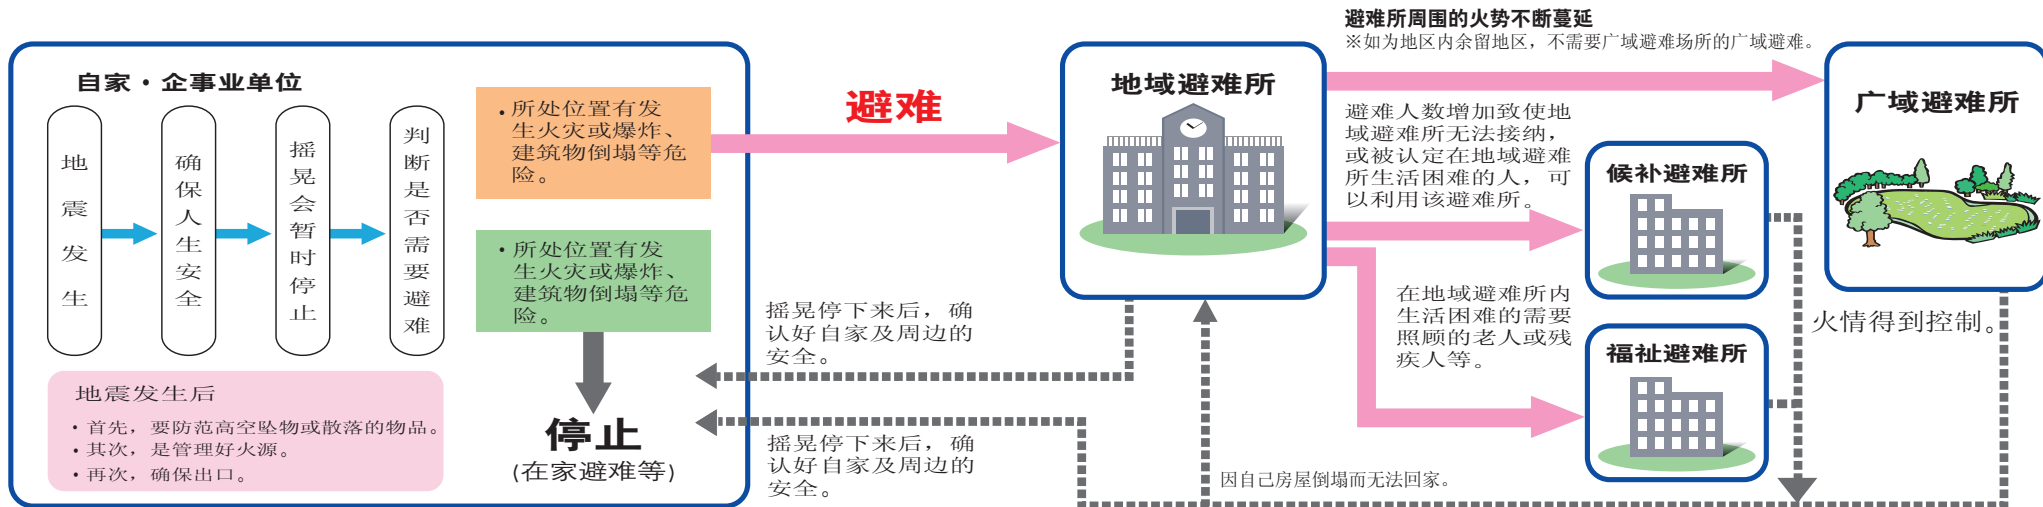 自家・企事业单位
地震发生
确保人生安全
摇晃会暂时停止
判断是否需要避难
地震发生后
・首先，要防范高空坠物或散落的物品。
・其次，是管理好火源。
・再次，确保出口。
・所处位置有发
生火灾或爆炸、
建筑物倒塌等危
险。
・所处位置有发
生火灾或爆炸、
建筑物倒塌等危
险。
停止
(在家避难等)
避难
摇晃停下来后，确
认好自家及周边的
安全。
摇晃停下来后，确
认好自家及周边的
安全。
地域避难所
避难所周围的火势不断蔓延
※如为地区内余留地区，不需要广域避难场所的广域避难。
避难人数增加致使地
域避难所无法接纳，
或被认定在地域避难
所生活困难的人，可
以利用该避难所。
在地域避难所内
生活困难的需要
照顾的老人或残
疾人等。
因自己房屋倒塌而无法回家。
候补避难所
福祉避难所
广域避难所
火情得到控制。